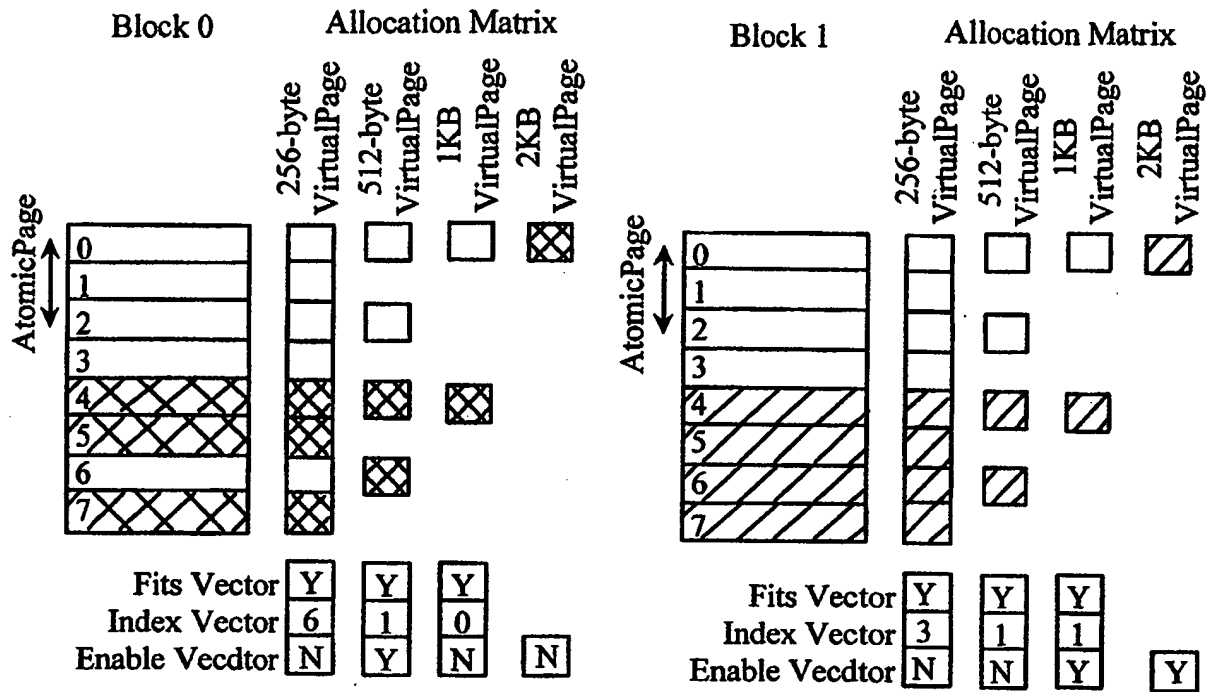 Block 0
Allocation Matrix
256-byte
VirtualPage
512-byte
VirtualPage
1KB
VirtualPage
2KB
VirtualPage
AtomicPage
0
1
2
3
4
5
6
7
Fits Vector Y Y Y
Index Vector 6 1 0
Enable Vecdtor N Y N N
Block 1
Allocation Matrix
256-byte
VirtualPage
512-byte
VirtualPage
1KB
VirtualPage
2KB
VirtualPage
AtomicPage
0
1
2
3
4
5
6
7
Fits Vector Y Y Y
Index Vector 3 1 1
Enable Vecdtor N N Y Y